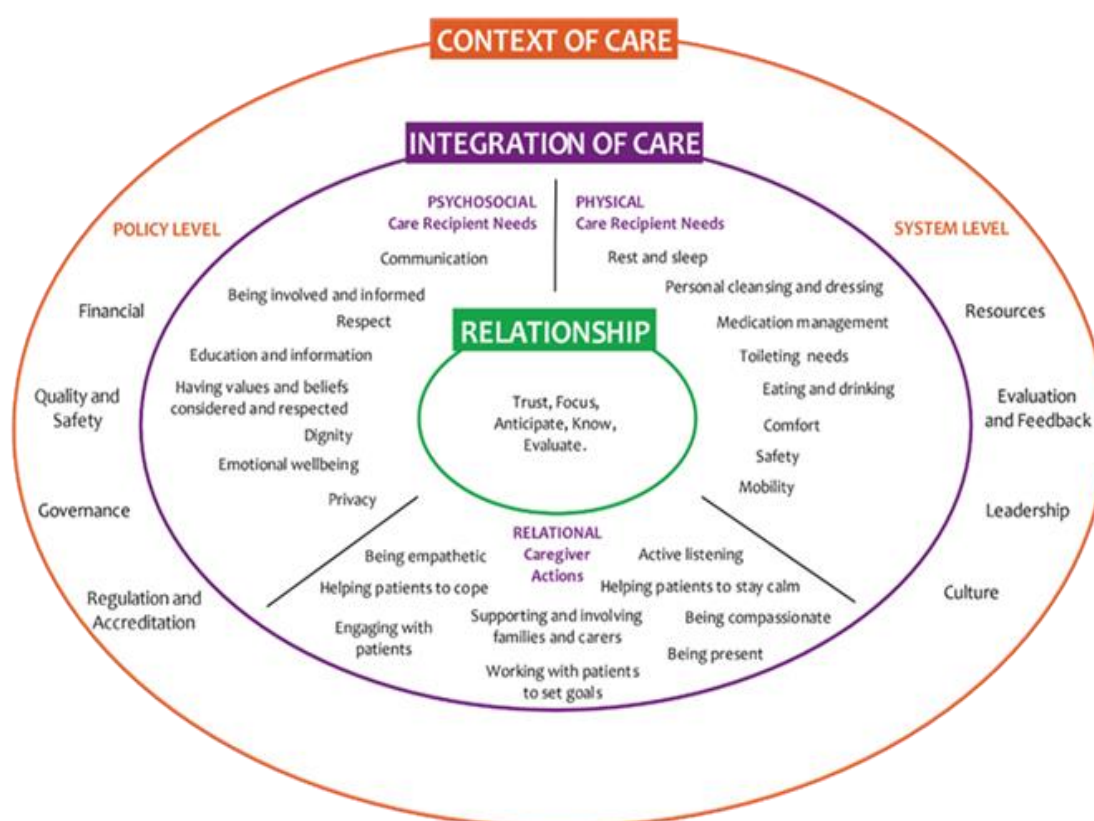 CONTEXT OF CARE
INTEGRATION OF CARE
POLICY LEVEL
Financial
Quality and
Safety
Governance
Regulation and
Accreditation
PSYCHOSOCIAL
Care Recipient Needs
Communication
Being involved and informed
Respect
Education and information
Having values and beliefs
considered and respected
Dignity
Emotional wellbeing
Privacy
PHYSICAL
Care Recipient Needs
Rest and sleep
Personal cleansing and dressing
Medication management
Toileting needs
Eating and drinking
Comfort
Safety
Mobility
RELATIONSHIP
Trust, Focus,
Anticipate, Know,
Evaluate.
RELATIONAL
Caregiver
Actions
Being empathetic
Active listening
Helping patients to cope
Helping patients to stay calm
Engaging with
patients
Supporting and involving
families and carers
Being compassionate
Being present
Working with patients
to set goals
SYSTEM LEVEL
Resources
Evaluation
and Feedback
Leadership
Culture